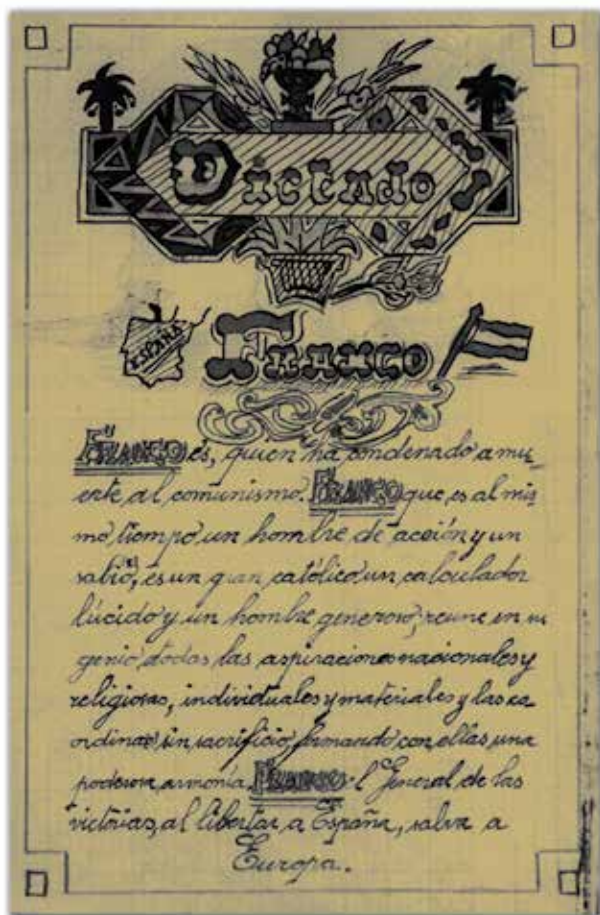 Dictado
ESPAÑA
FRANCO
FRANCO es, quien ha condenado a mu_
erte al comunismo. FRANCO que, es al mis_
mo tiempo un hombre de acción y un
sabio, es un gran católico un calculador
lúcido y un hombre generoso; reune en su
genio todas las aspiraciones nacionales y
religiosas, individuales y materiales y las co
ordina sin sacrificio formando con ellas una
poderosa armonía. FRANCO el General de las
victorias, al libertar a España, salva a
Europa.